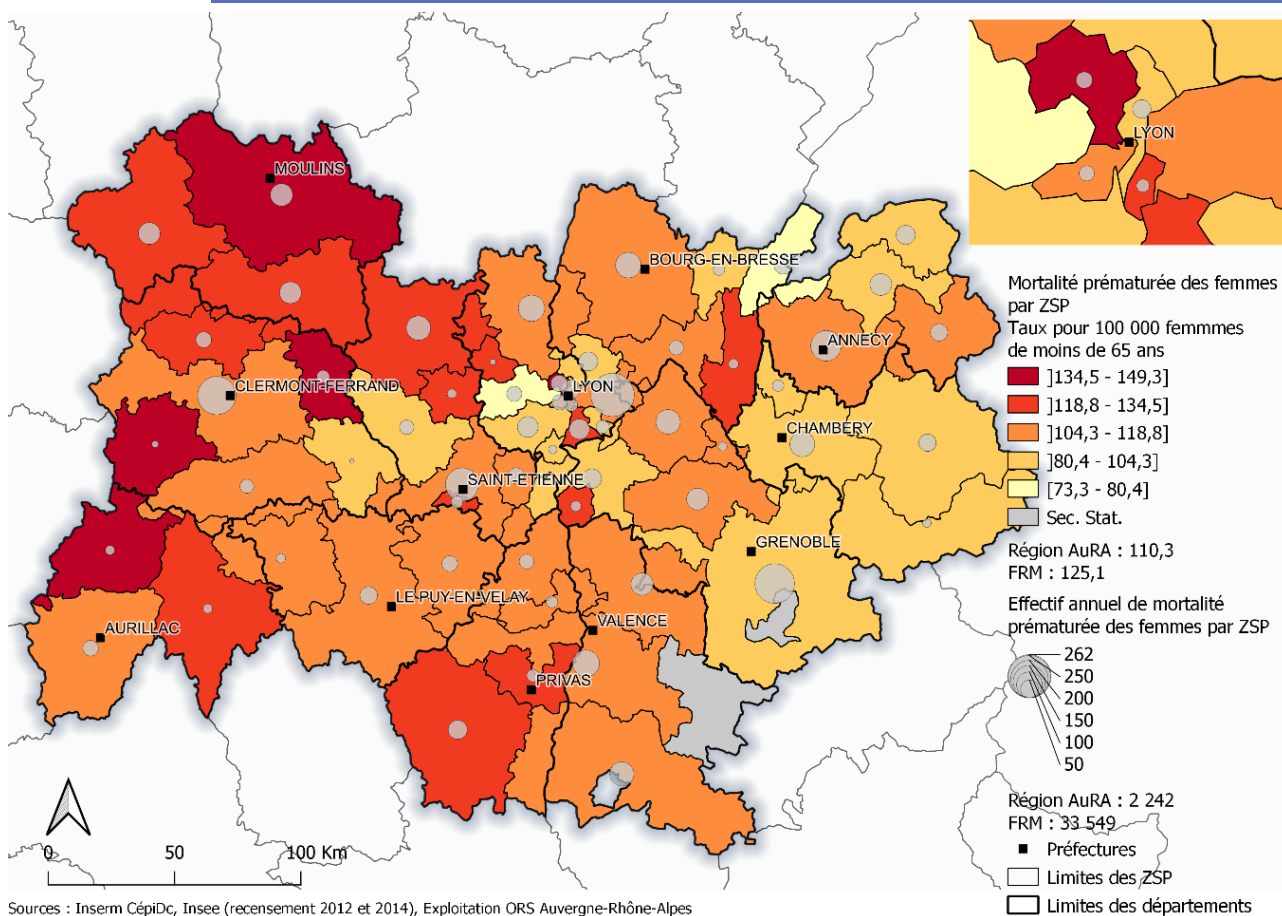 MOULINS
BOURG-EN-BRESSE
ANNECY
CLERMONT-FERRAND
LYON
CHAMBERY
SAINT-ETIENNE
GRENOBLE
LE-PUY-EN-VELAY
VALENCE
AURILLAC
PRIVAS
0 50 100 Km
LYON
Mortalité prématurée des femmes
par ZSP
Taux pour 100 000 femmmes
de moins de 65 ans
]134,5 - 149,3]
]118,8 - 134,5]
]104,3 - 118,8]
]80,4 - 104,3]
[73,3 - 80,4]
Sec. Stat.
Région AuRA : 110,3
FRM : 125,1
Effectif annuel de mortalité
prématurée des femmes par ZSP
262
250
200
150
100
50
Région AuRA : 2 242
FRM : 33 549
Préfectures
Limites des ZSP
Limites des départements
Sources : Inserm CépiDc, Insee (recensement 2012 et 2014), Exploitation ORS Auvergne-Rhône-Alpes